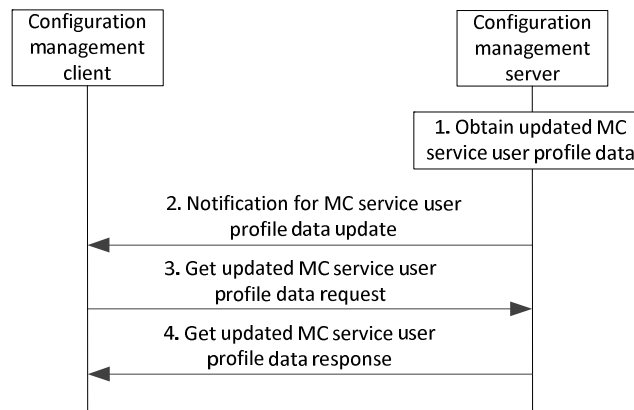 Configuration
management
client
Configuration
management
server
1. Obtain updated MC
service user profile data
2. Notification for MC service user
profile data update
3. Get updated MC service user
profile data request
4. Get updated MC service user
profile data response